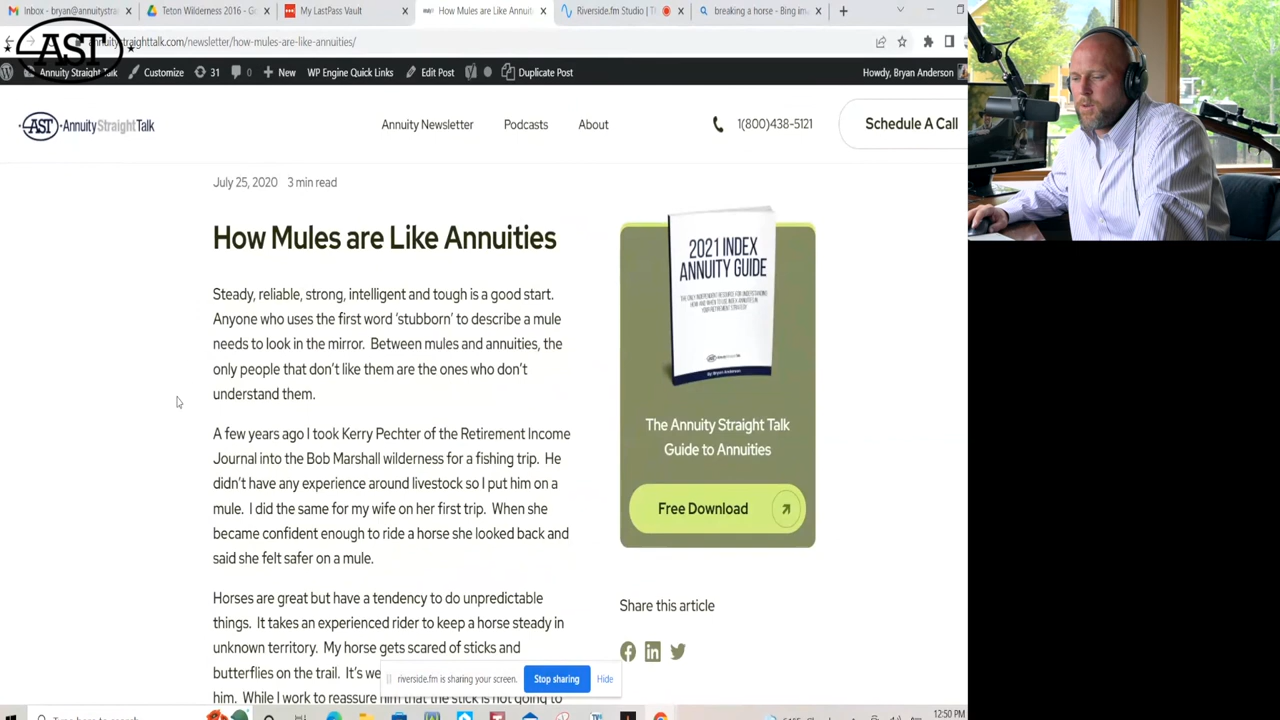 Inbox - bryan@annuitystraigh
Teton Wilderness 2016 - G
My LastPass Vault
How Mules are Like Annuit
Riverside.fm Studio | T
breaking a horse - Bing im
annuitystraighttalk.com/newsletter/how-mules-are-like-annuities/
AST
Annuity Straight Talk
Customize
31
0
New
WP Engine Quick Links
Edit Post
Duplicate Post
Howdy, Bryan Anderson
AST AnnuityStraightTalk
Annuity Newsletter
Podcasts
About
1(800)438-5121
Schedule A Call
July 25, 2020 3 min read
How Mules are Like Annuities
Steady, reliable, strong, intelligent and tough is a good start.
Anyone who uses the first word ‘stubborn’ to describe a mule
needs to look in the mirror. Between mules and annuities, the
only people that don’t like them are the ones who don’t
understand them.
A few years ago I took Kerry Pechter of the Retirement Income
Journal into the Bob Marshall wilderness for a fishing trip. He
didn’t have any experience around livestock so I put him on a
mule. I did the same for my wife on her first trip. When she
became confident enough to ride a horse she looked back and
said she felt safer on a mule.
Horses are great but have a tendency to do unpredictable
things. It takes an experienced rider to keep a horse steady in
unknown territory. My horse gets scared of sticks and
butterflies on the trail. It’s we
him. While I work to reassure him that the stick is not going to
2021 INDEX
ANNUITY GUIDE
By: Bryan Anderson
The Annuity Straight Talk
Guide to Annuities
Free Download
Share this article
riverside.fm is sharing your screen.
Stop sharing
Hide
Type here to search
12:50 PM